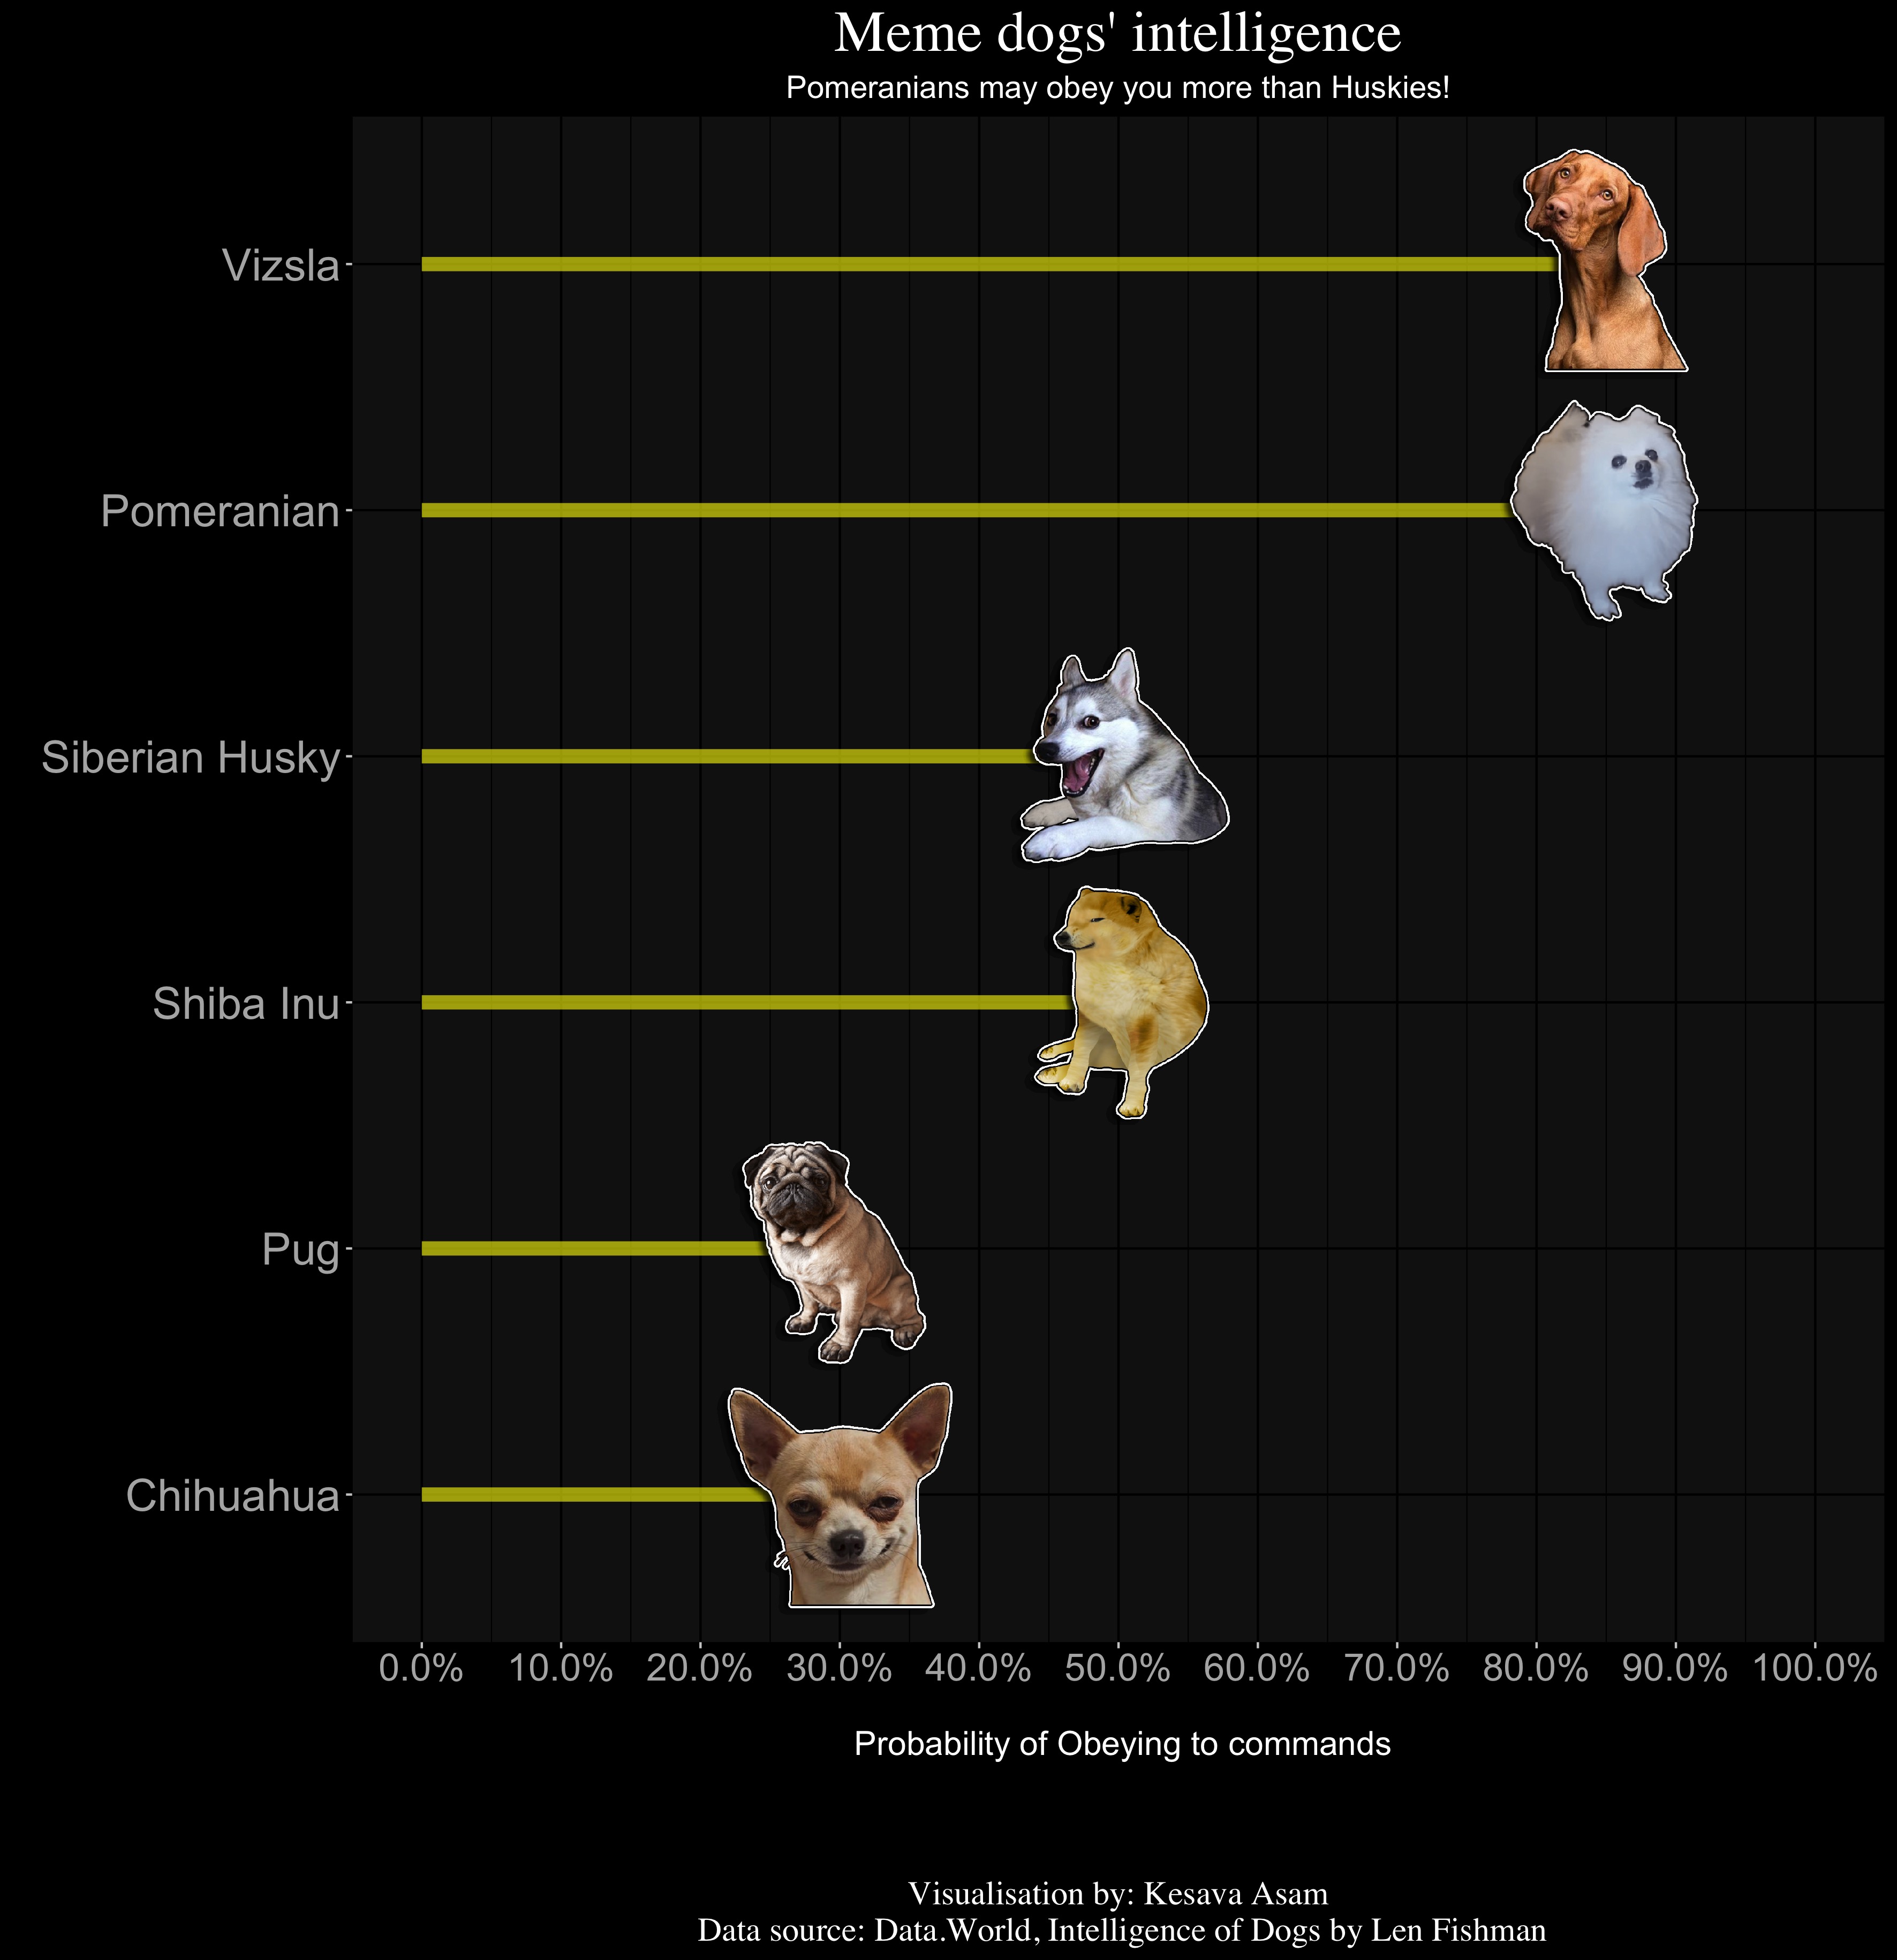 Meme dogs' intelligence
Pomeranians may obey you more than Huskies!
Vizsla
Pomeranian
Siberian Husky
Shiba Inu
Pug
Chihuahua
0.0% 10.0% 20.0% 30.0% 40.0% 50.0% 60.0% 70.0% 80.0% 90.0% 100.0%
Probability of Obeying to commands
Visualisation by: Kesava Asam
Data source: Data.World, Intelligence of Dogs by Len Fishman